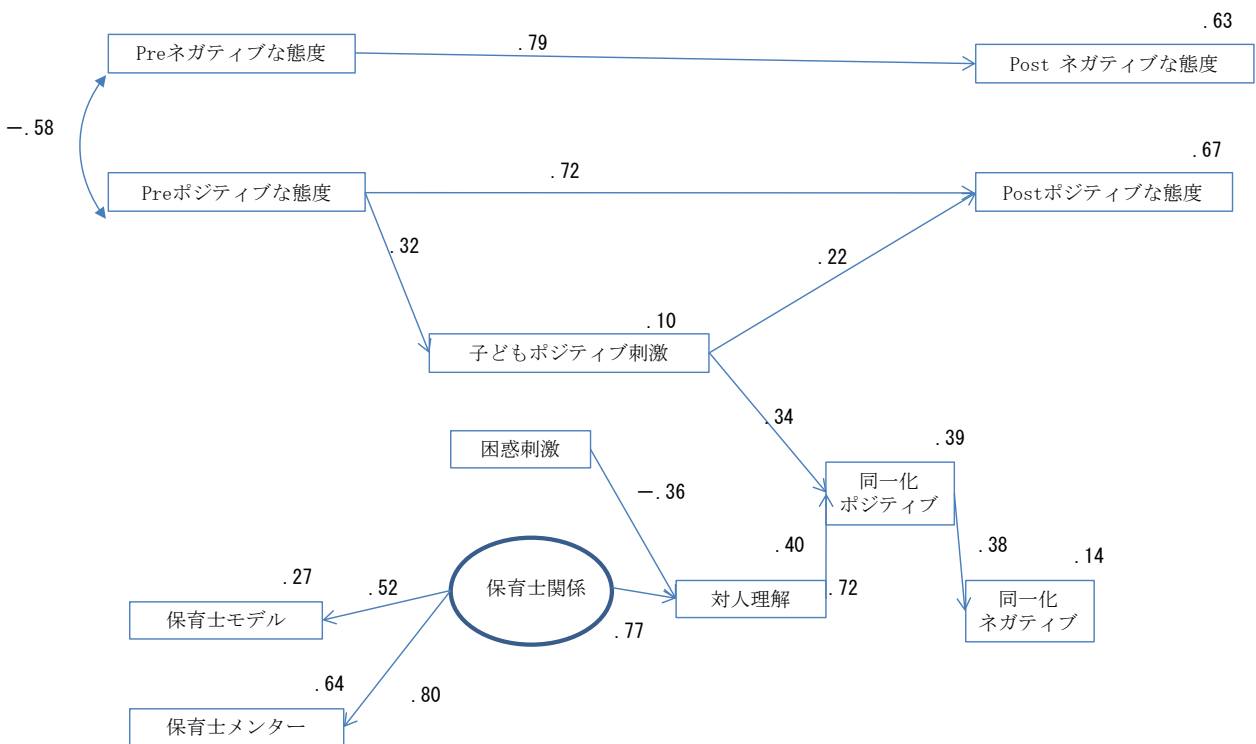 .63
Preネガティブな態度
.79
Post ネガティブな態度
－.58
.67
Preポジティブな態度
.72
Postポジティブな態度
.32
.22
.10
子どもポジティブ刺激
.34
.39
困惑刺激
同一化
ポジティブ
－.36
.40
.38
.14
.27
.52
保育士関係
対人理解
.72
同一化
ネガティブ
保育士モデル
.77
.64
.80
保育士メンター